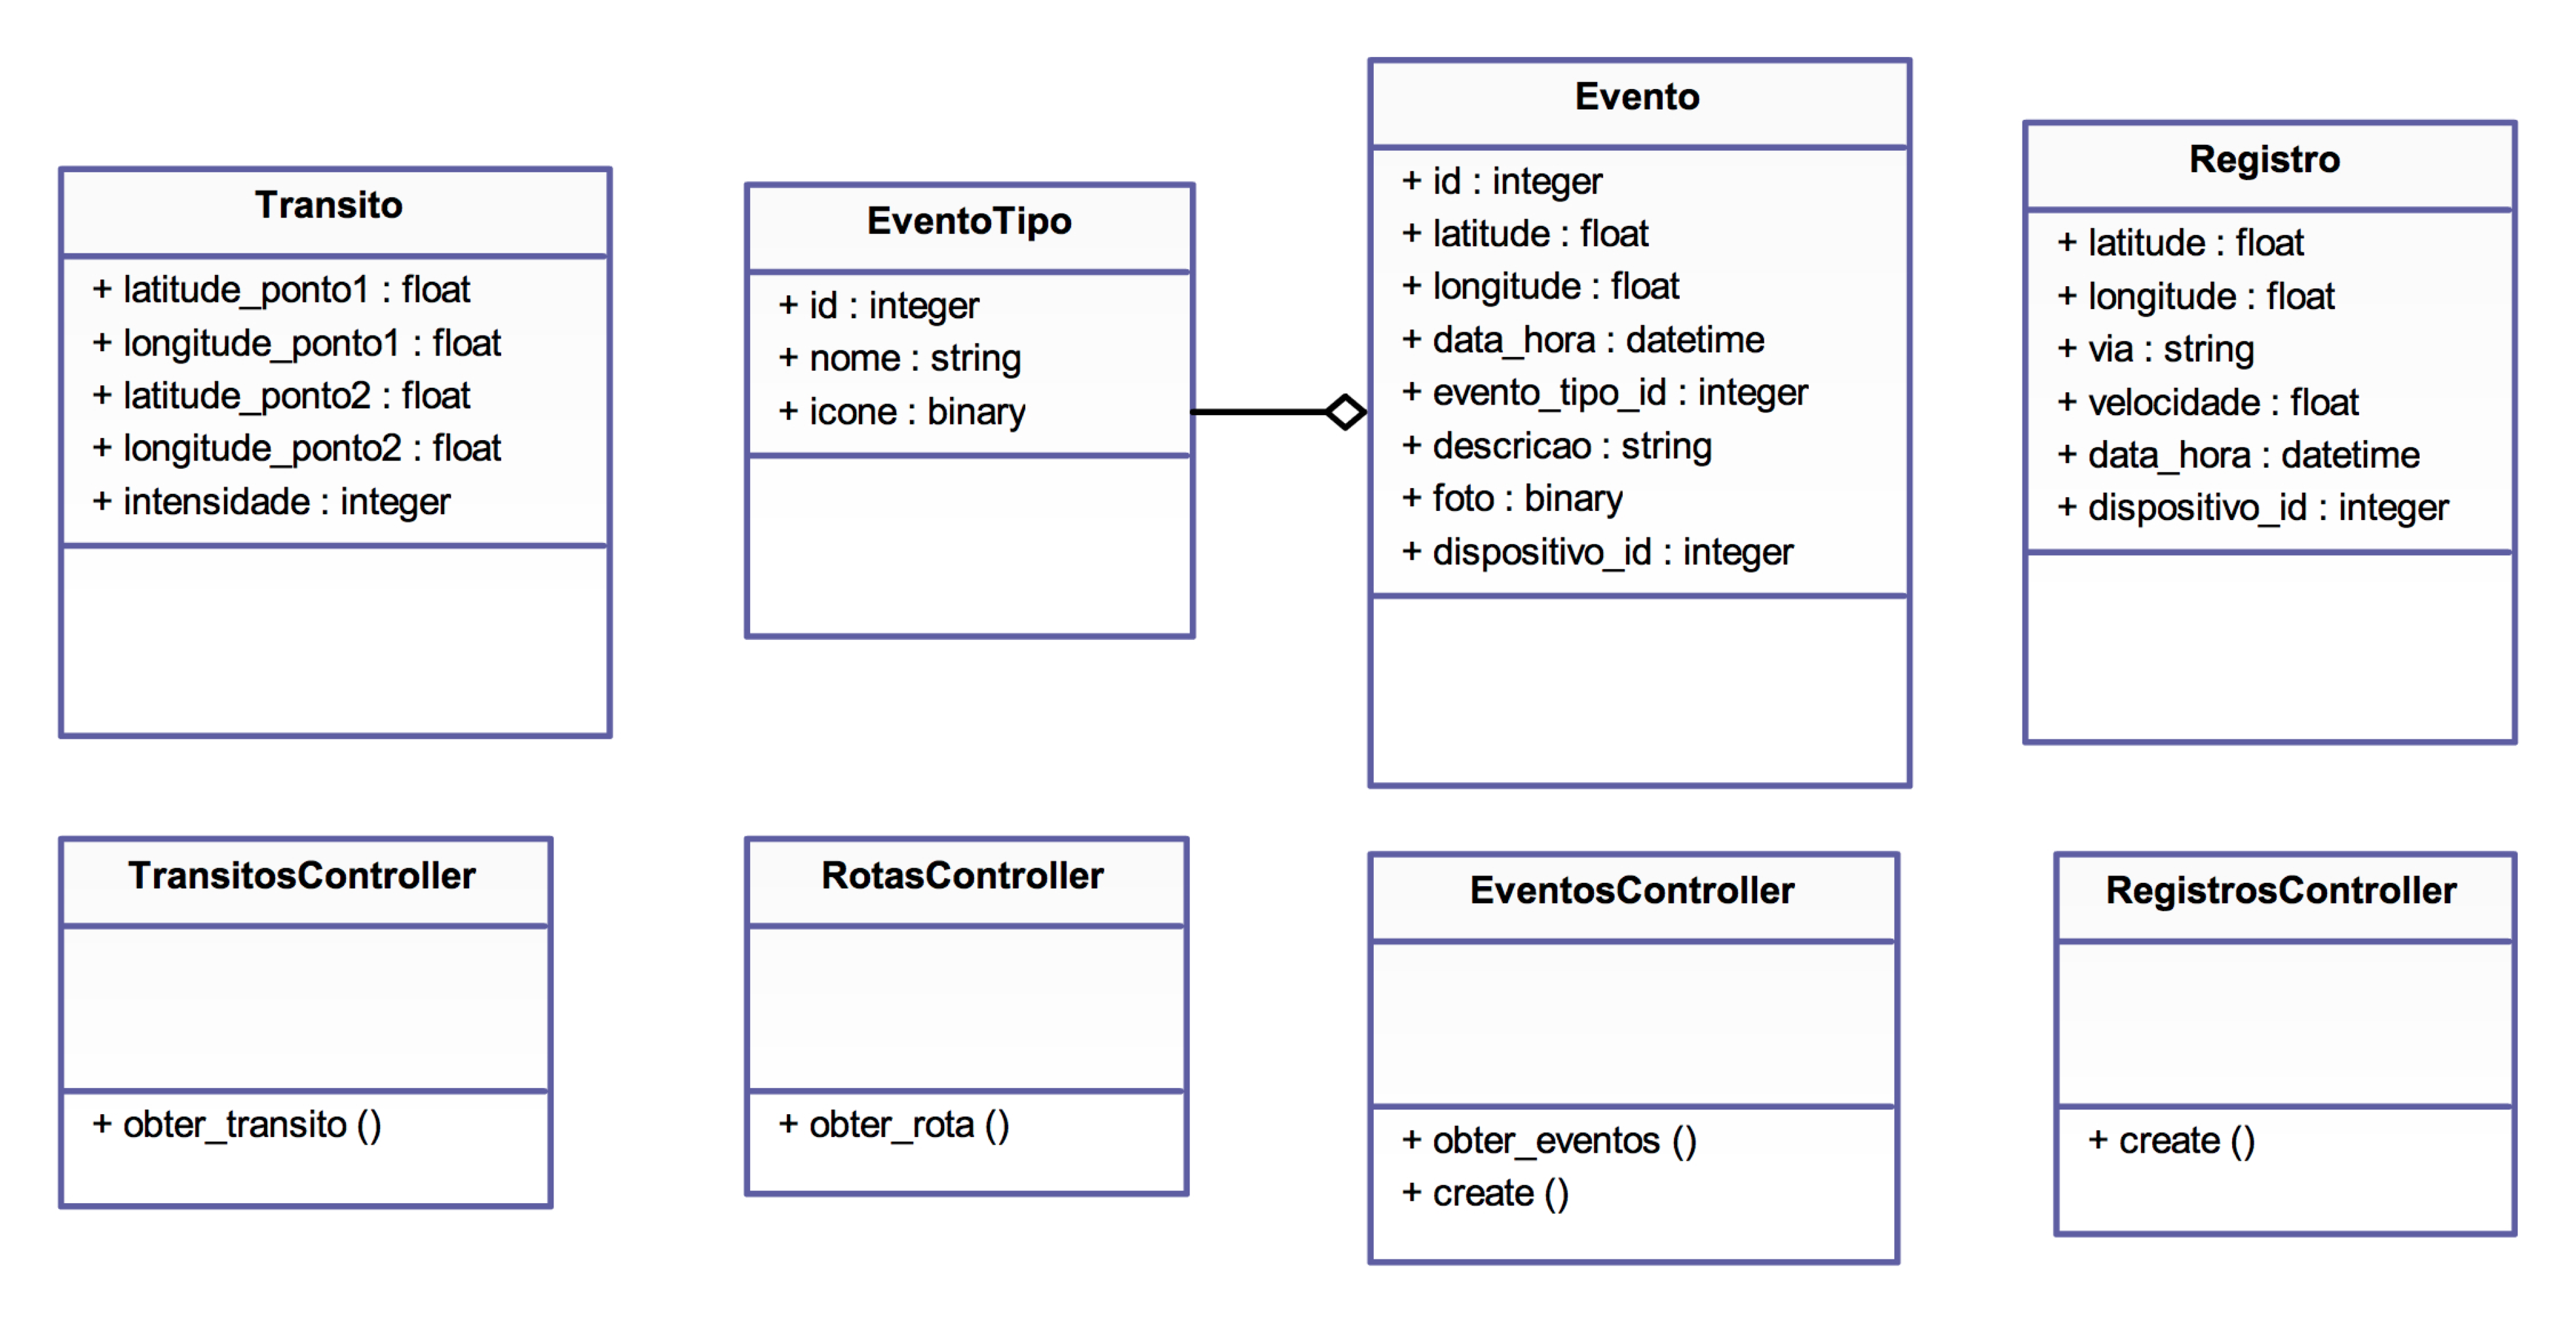 Transito
+ latitude_ponto1 : float
+ longitude_ponto1 : float
+ latitude_ponto2 : float
+ longitude_ponto2 : float
+ intensidade : integer
EventoTipo
+ id : integer
+ nome : string
+ icone : binary
Evento
+ id : integer
+ latitude : float
+ longitude : float
+ data_hora : datetime
+ evento_tipo_id : integer
+ descricao : string
+ foto : binary
+ dispositivo_id : integer
Registro
+ latitude : float
+ longitude : float
+ via : string
+ velocidade : float
+ data_hora : datetime
+ dispositivo_id : integer
TransitosController
+ obter_transito ()
RotasController
+ obter_rota ()
EventosController
+ obter_eventos ()
+ create ()
RegistrosController
+ create ()